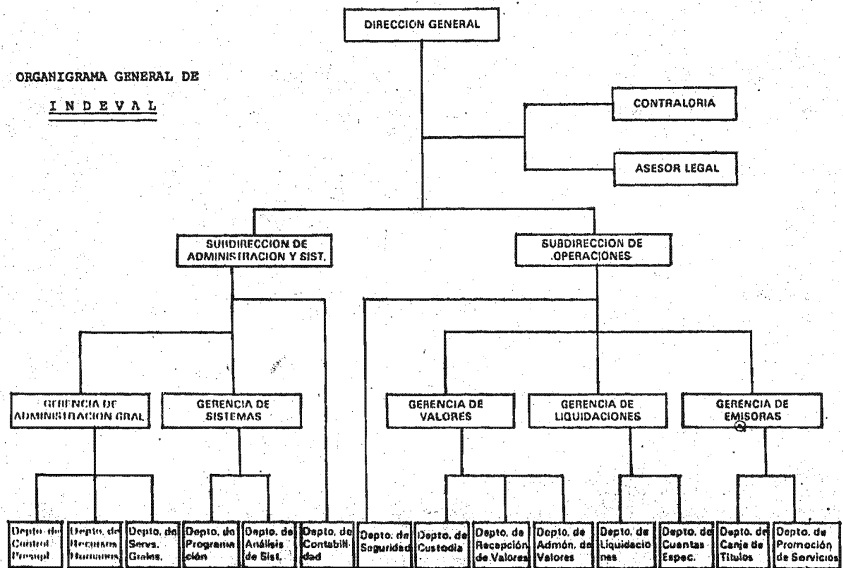 DIRECCION GENERAL
ORGANIGRAMA GENERAL DE
I N D E V A L
CONTRALORIA
ASESOR LEGAL
SUBDIRECCION DE
ADMINISTRACION Y SIST.
SUBDIRECCION DE
OPERACIONES
GERENCIA DE
ADMINISTRACION GRAL
GERENCIA DE
SISTEMAS
GERENCIA DE
VALORES
GERENCIA DE
LIQUIDACIONES
GERENCIA DE
EMISORAS
Depto. de
Control
Presupl.
Depto. de
Recursos
Humanos.
Depto. de
Servs.
Grales.
Depto. de
Programa
ción
Depto. de
Análisis
de Sist.
Depto. de
Contabili-
dad
Depto. de
Seguridad
Depto. de
Custodia
Depto. de
Recepción
de Valores
Depto. de
Admón. de
Valores
Depto. de
Liquidacio
nes
Depto. de
Cuentas
Espec.
Depto. de
Canje de
Títulos
Depto. de
Promoción
de Servicios